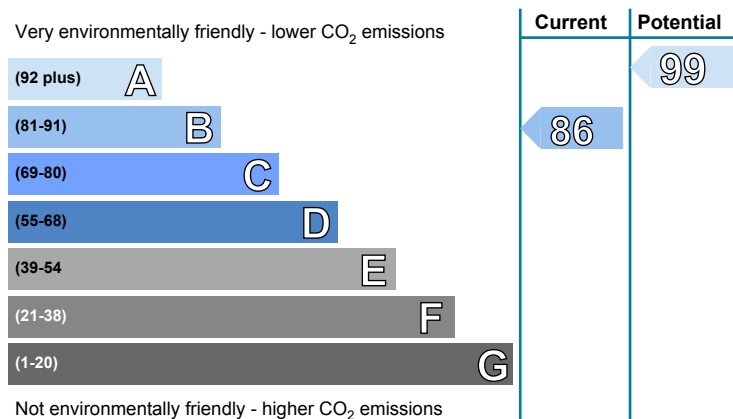 Very environmentally friendly - lower CO₂ emissions
Current
Potential
(92 plus) A
99
(81-91) B
86
(69-80) C
(55-68) D
(39-54 E
(21-38) F
(1-20) G
Not environmentally friendly - higher CO₂ emissions